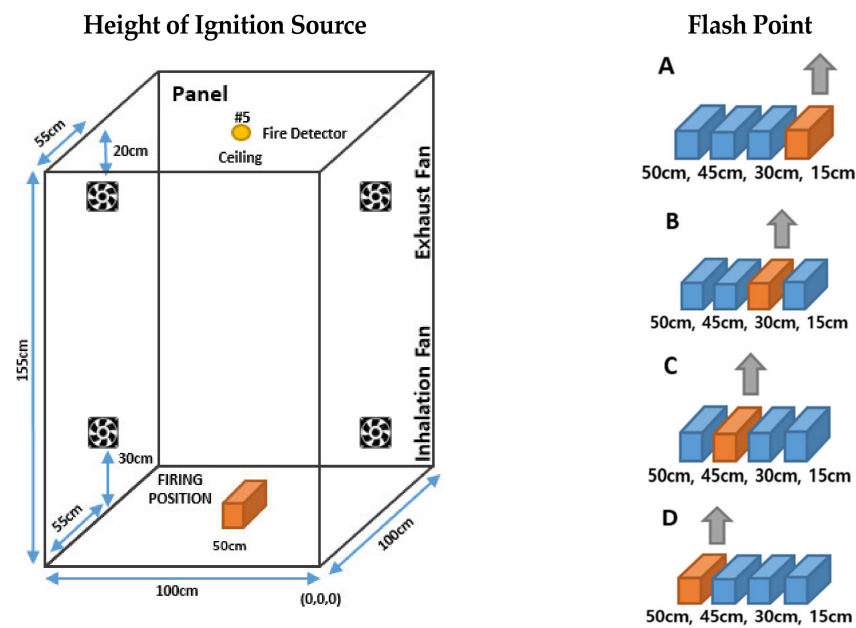 Height of Ignition Source
Flash Point
Panel
#5
Fire Detector
Ceiling
55cm
20cm
Exhaust Fan
Inhalation Fan
155cm
30cm
FIRING
POSITION
55cm
50cm
100cm
100cm
(0,0,0)
A
50cm, 45cm, 30cm, 15cm
B
50cm, 45cm, 30cm, 15cm
C
50cm, 45cm, 30cm, 15cm
D
50cm, 45cm, 30cm, 15cm